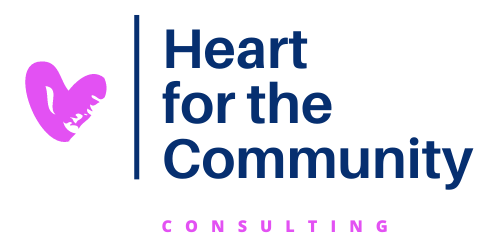 Heart
for the
Community
CONSULTING